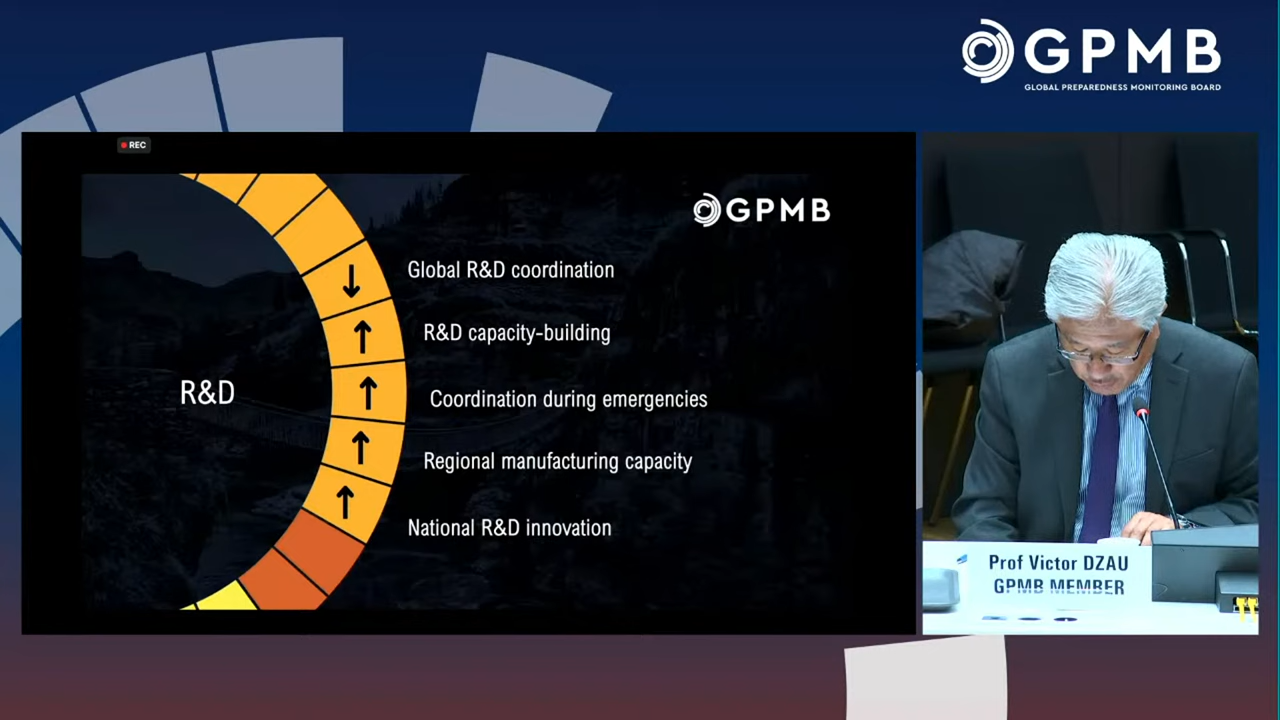 GPMB
GLOBAL PREPAREDNESS MONITORING BOARD
REC
GPMB
Global R&D coordination
R&D capacity-building
R&D
Coordination during emergencies
Regional manufacturing capacity
National R&D innovation
Prof Victor DZAU
GPMB MEMBER